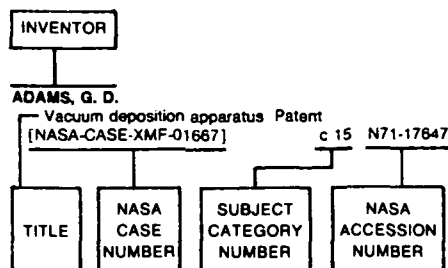 INVENTOR
ADAMS, G. D.
Vacuum deposition apparatus Patent
[NASA-CASE-XMF-01667] c 15 N71-17647
TITLE
NASA CASE NUMBER
SUBJECT CATEGORY NUMBER
NASA ACCESSION NUMBER